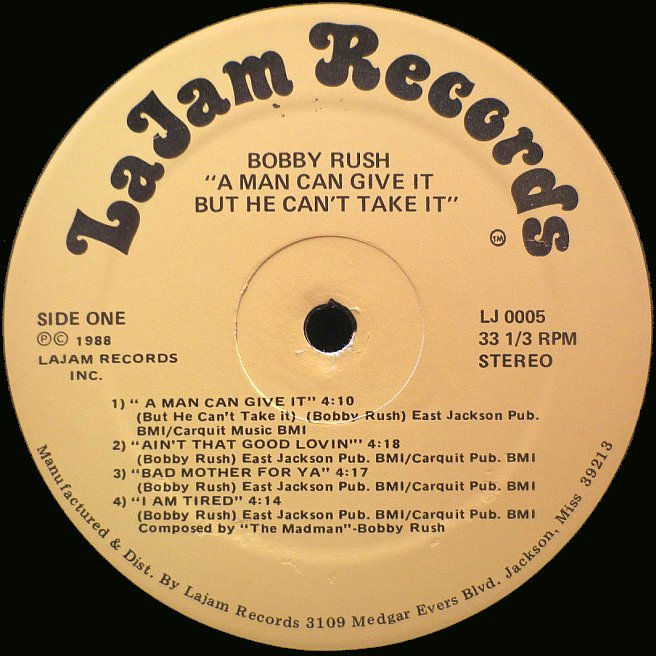 LaJam Records
TM
BOBBY RUSH
"A MAN CAN GIVE IT
BUT HE CAN'T TAKE IT"
SIDE ONE
Ⓟ© 1988
LAJAM RECORDS
INC.
LJ 0005
33 1/3 RPM
STEREO
1) " A MAN CAN GIVE IT" 4:10
(But He Can't Take it) (Bobby Rush) East Jackson Pub.
BMI/Carquit Music BMI
2) "AIN'T THAT GOOD LOVIN'" 4:18
(Bobby Rush) East Jackson Pub. BMI/Carquit Pub. BMI
3) "BAD MOTHER FOR YA" 4:17
(Bobby Rush) East Jackson Pub. BMI/Carquit Pub. BMI
4) "I AM TIRED" 4:14
(Bobby Rush) East Jackson Pub. BMI/Carquit Pub. BMI
Composed by "The Madman"-Bobby Rush
Manufactured & Dist. By Lajam Records 3109 Medgar Evers Blvd. Jackson, Miss 39213